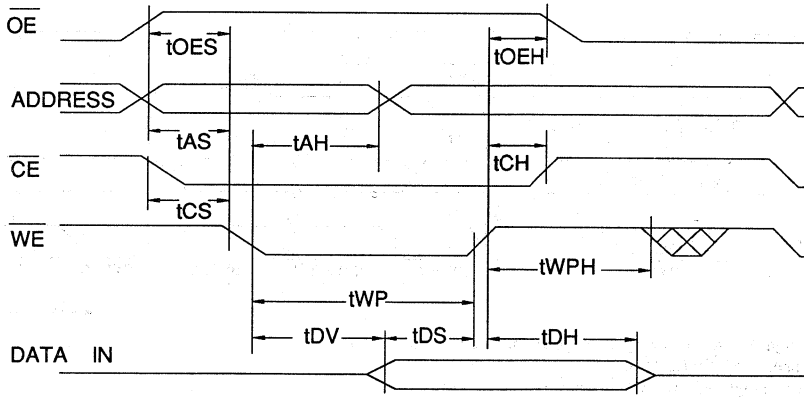 OE
tOES
tOEH
ADDRESS
tAS
tAH
tCH
CE
tCS
WE
tWPH
tWP
tDV
tDS
tDH
DATA IN